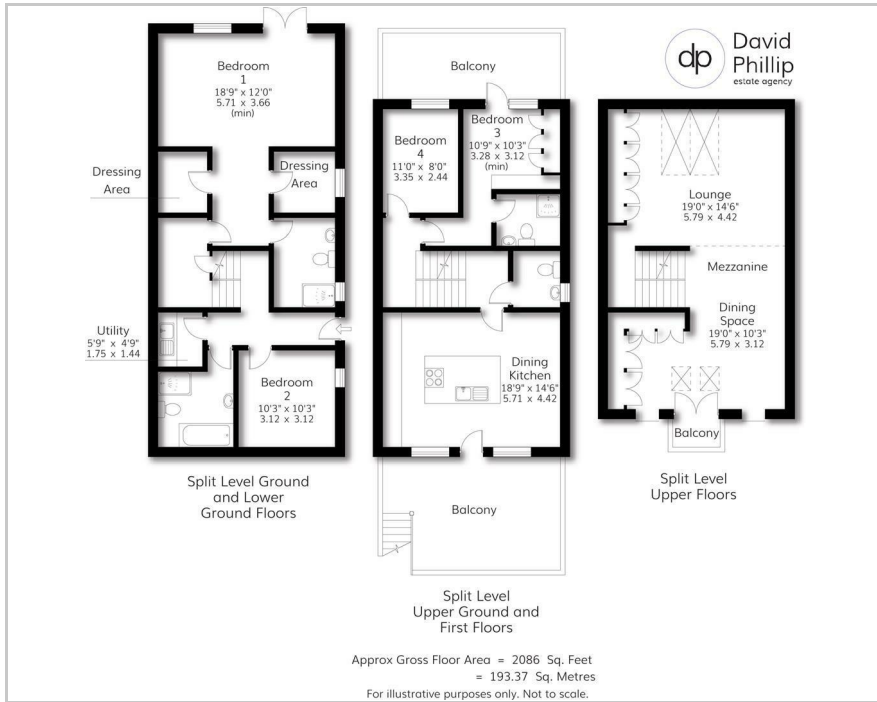 dp
David
Phillip
estate agency
Bedroom
1
18'9" x 12'0"
5.71 x 3.66
(min)
Dressing
Area
Dressing
Area
Utility
5'9" x 4'9"
1.75 x 1.44
Bedroom
2
10'3" x 10'3"
3.12 x 3.12
Split Level Ground
and Lower
Ground Floors
Balcony
Bedroom
3
10'9" x 10'3"
3.28 x 3.12
(min)
Bedroom
4
11'0" x 8'0"
3.35 x 2.44
Dining
Kitchen
18'9" x 14'6"
5.71 x 4.42
Balcony
Split Level
Upper Ground and
First Floors
Lounge
19'0" x 14'6"
5.79 x 4.42
Mezzanine
Dining
Space
19'0" x 10'3"
5.79 x 3.12
Balcony
Split Level
Upper Floors
Approx Gross Floor Area = 2086 Sq. Feet
= 193.37 Sq. Metres
For illustrative purposes only. Not to scale.